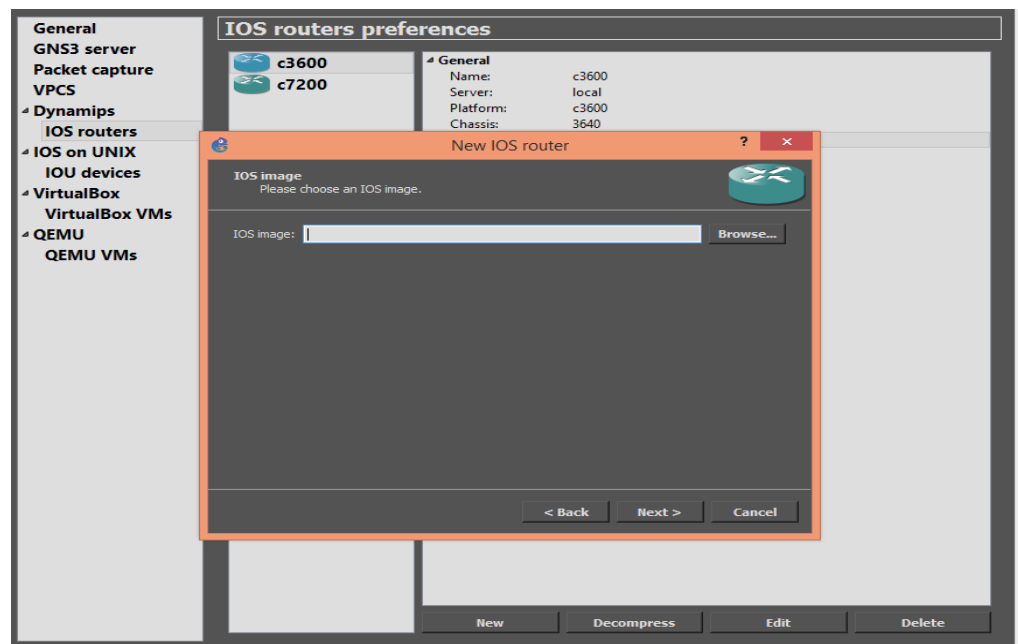 General
GNS3 server
Packet capture
VPCS
Dynamips
IOS routers
IOS on UNIX
IOU devices
VirtualBox
VirtualBox VMs
QEMU
QEMU VMs
IOS routers preferences
c3600
c7200
General
Name: c3600
Server: local
Platform: c3600
Chassis: 3640
New IOS router ? ×
IOS image
Please choose an IOS image.
IOS image: Browse...
< Back Next > Cancel
New Decompress Edit Delete